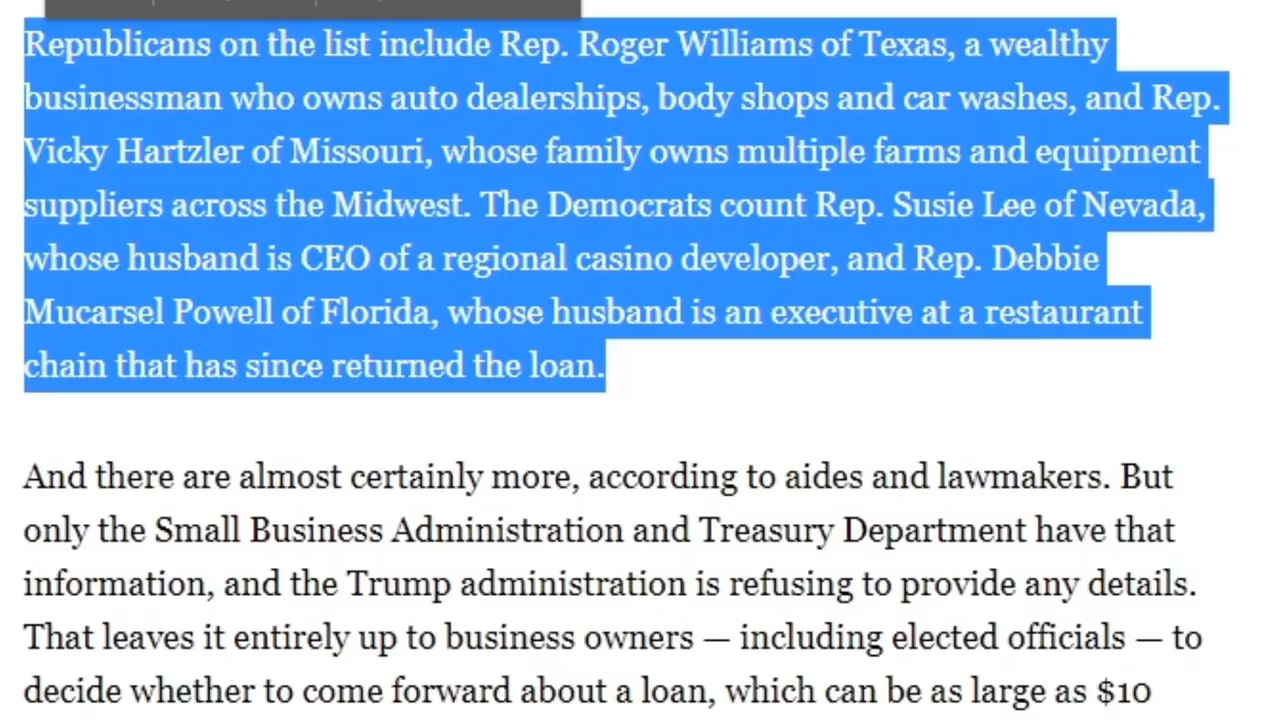 Republicans on the list include Rep. Roger Williams of Texas, a wealthy
businessman who owns auto dealerships, body shops and car washes, and Rep.
Vicky Hartzler of Missouri, whose family owns multiple farms and equipment
suppliers across the Midwest. The Democrats count Rep. Susie Lee of Nevada,
whose husband is CEO of a regional casino developer, and Rep. Debbie
Mucarsel Powell of Florida, whose husband is an executive at a restaurant
chain that has since returned the loan.
And there are almost certainly more, according to aides and lawmakers. But
only the Small Business Administration and Treasury Department have that
information, and the Trump administration is refusing to provide any details.
That leaves it entirely up to business owners — including elected officials — to
decide whether to come forward about a loan, which can be as large as $10